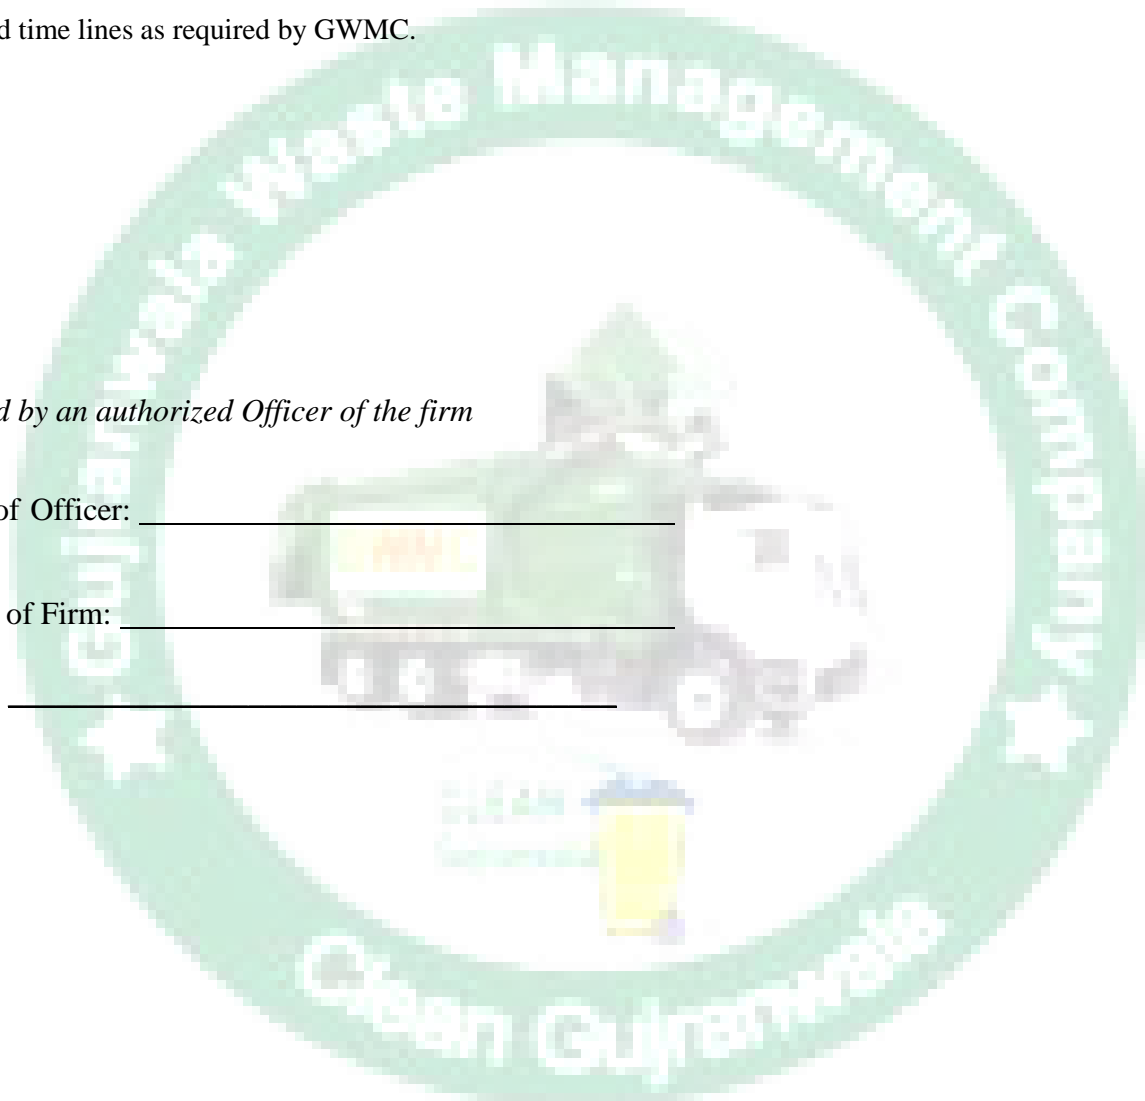 d time lines as required by GWMC.
Gujranwala Waste Management Company
d by an authorized Officer of the firm
of Officer:
of Firm:
CLEAN
Clean Gujranwala